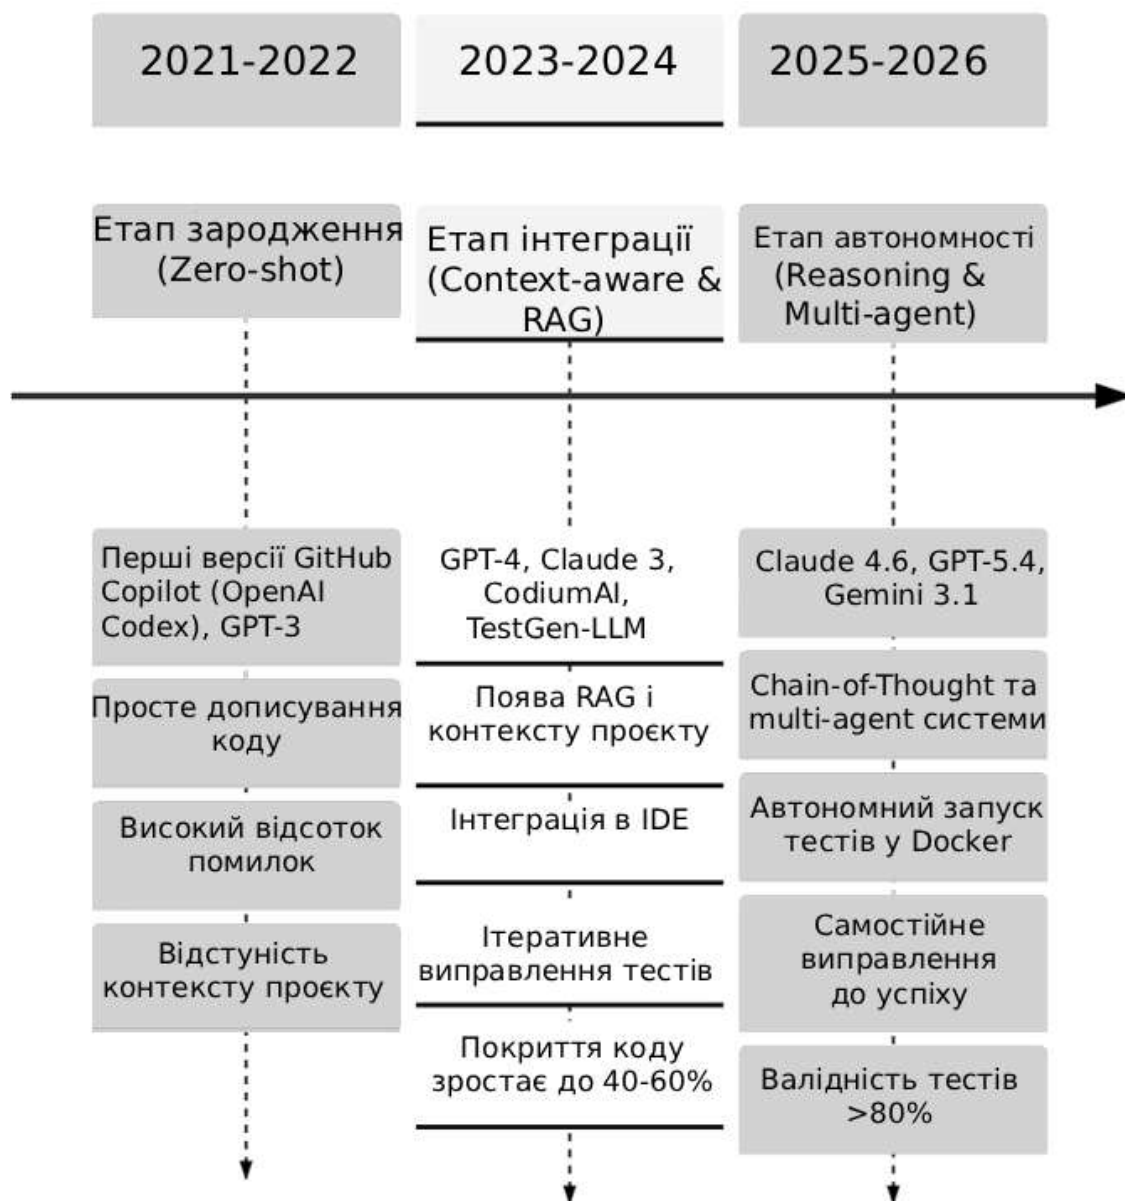 2021-2022
2023-2024
2025-2026
Етап зародження
(Zero-shot)
Етап інтеграції
(Context-aware &
RAG)
Етап автономності
(Reasoning &
Multi-agent)
Перші версії GitHub
Copilot (OpenAI
Codex), GPT-3
Просте дописування
коду
Високий відсоток
помилок
Відстуність
контексту проєкту
GPT-4, Claude 3,
CodiumAI,
TestGen-LLM
Поява RAG і
контексту проєкту
Інтеграція в IDE
Ітеративне
виправлення тестів
Покриття коду
зростає до 40-60%
Claude 4.6, GPT-5.4,
Gemini 3.1
Chain-of-Thought та
multi-agent системи
Автономний запуск
тестів у Docker
Самостійне
виправлення
до успіху
Валідність тестів
>80%